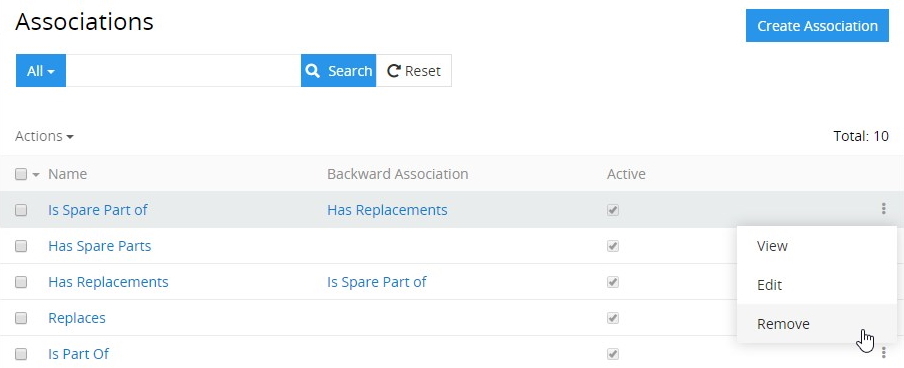 Associations
Create Association
All
Search
Reset
Actions
Total: 10
Name Backward Association Active
Is Spare Part of Has Replacements
Has Spare Parts
View
Has Replacements Is Spare Part of
Edit
Replaces
Remove
Is Part Of